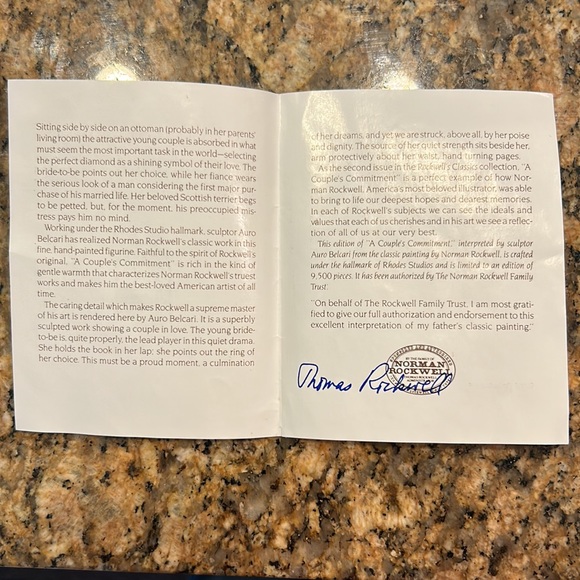 Sitting side by side on an ottoman (probably in her parents'
living room) the attractive young couple is absorbed in what
must seem the most important task in the world—selecting
the perfect diamond as a shining symbol of their love. The
bride-to-be points out her choice, while her fiance wears
the serious look of a man considering the first major pur-
chase of his married life. Her beloved Scottish terrier begs
to be petted, but, for the moment, his preoccupied mis-
tress pays him no mind.
Working under the Rhodes Studio hallmark, sculptor Auro
Belcari has realized Norman Rockwell's classic work in this
fine, hand-painted figurine. Faithful to the spirit of Rockwell's
original, "A Couple's Commitment" is rich in the kind of
gentle warmth that characterizes Norman Rockwell's truest
works and makes him the best-loved American artist of all
time.
The caring detail which makes Rockwell a supreme master
of his art is rendered here by Auro Belcari. It is a superbly
sculpted work showing a couple in love. The young bride-
to-be is, quite properly, the lead player in this quiet drama.
She holds the book in her lap; she points out the ring of
her choice. This must be a proud moment, a culmination
of her dreams, and yet we are struck, above all, by her poise
and dignity. The source of her quiet strength sits beside her,
arm protectively about her waist, hand turning pages.
As the second issue in the Rockwell's Classics collection, "A
Couple's Commitment" is a perfect example of how Nor-
man Rockwell, America's most beloved illustrator, was able
to bring to life our deepest hopes and dearest memories.
In each of Rockwell's subjects we can see the ideals and
values that each of us cherishes and in his art we see a reflec-
tion of all of us at our very best.
This edition of "A Couple's Commitment," interpreted by sculptor
Auro Belcari from the classic painting by Norman Rockwell, is crafted
under the hallmark of Rhodes Studios and is limited to an edition of
9,500 pieces. It has been authorized by The Norman Rockwell Family
Trust.
"On behalf of The Rockwell Family Trust, I am most grati-
fied to give our full authorization and endorsement to this
excellent interpretation of my father's classic painting."
BY THE FAMILY OF
NORMAN
ROCKWELL
Thomas Rockwell